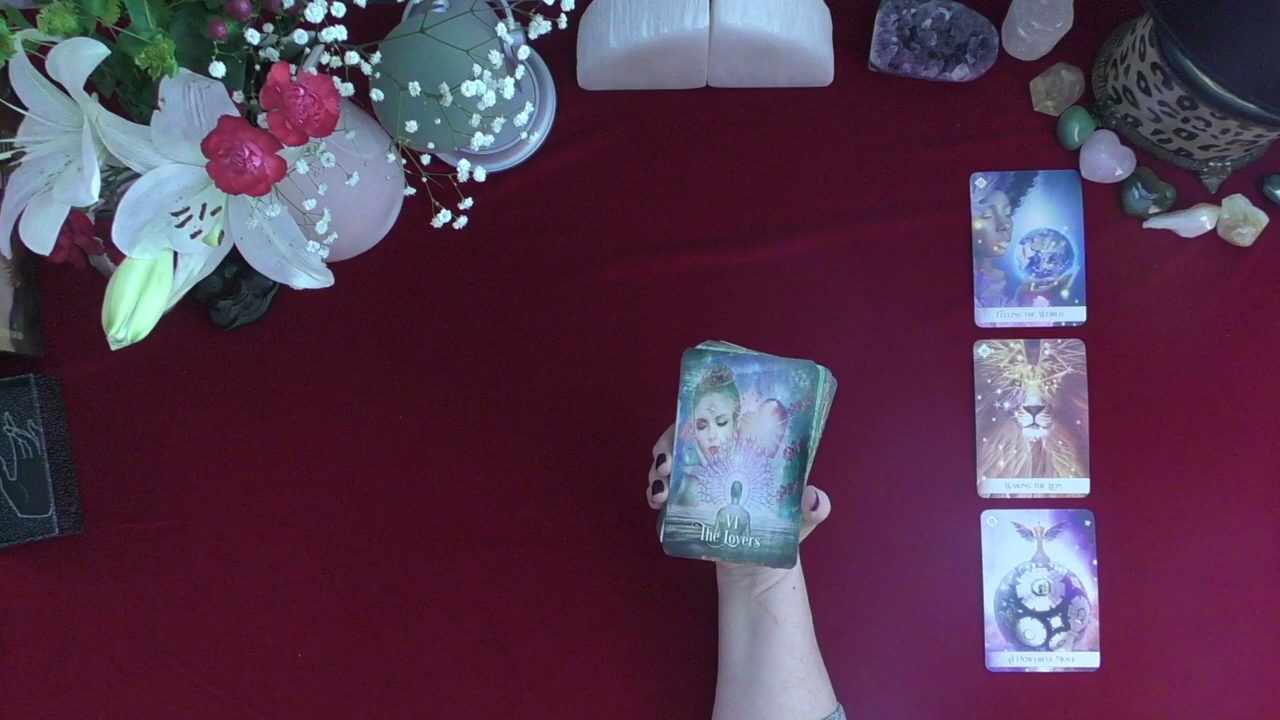 FEELING THE WORLD
WAKING THE LION
VI
The Lovers
A POWERFUL MOVE